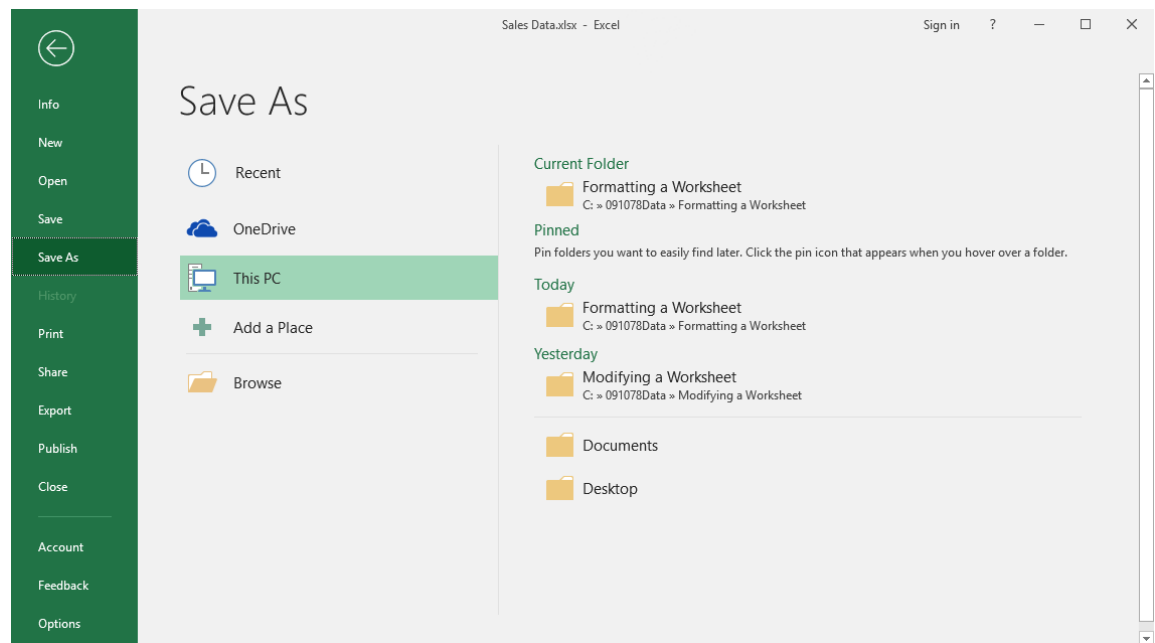 Sales Data.xlsx - Excel
Sign in ?
Info
New
Open
Save
Save As
History
Print
Share
Export
Publish
Close
Account
Feedback
Options
Save As
Recent
OneDrive
This PC
Add a Place
Browse
Current Folder
Formatting a Worksheet
C: » 091078Data » Formatting a Worksheet
Pinned
Pin folders you want to easily find later. Click the pin icon that appears when you hover over a folder.
Today
Formatting a Worksheet
C: » 091078Data » Formatting a Worksheet
Yesterday
Modifying a Worksheet
C: » 091078Data » Modifying a Worksheet
Documents
Desktop